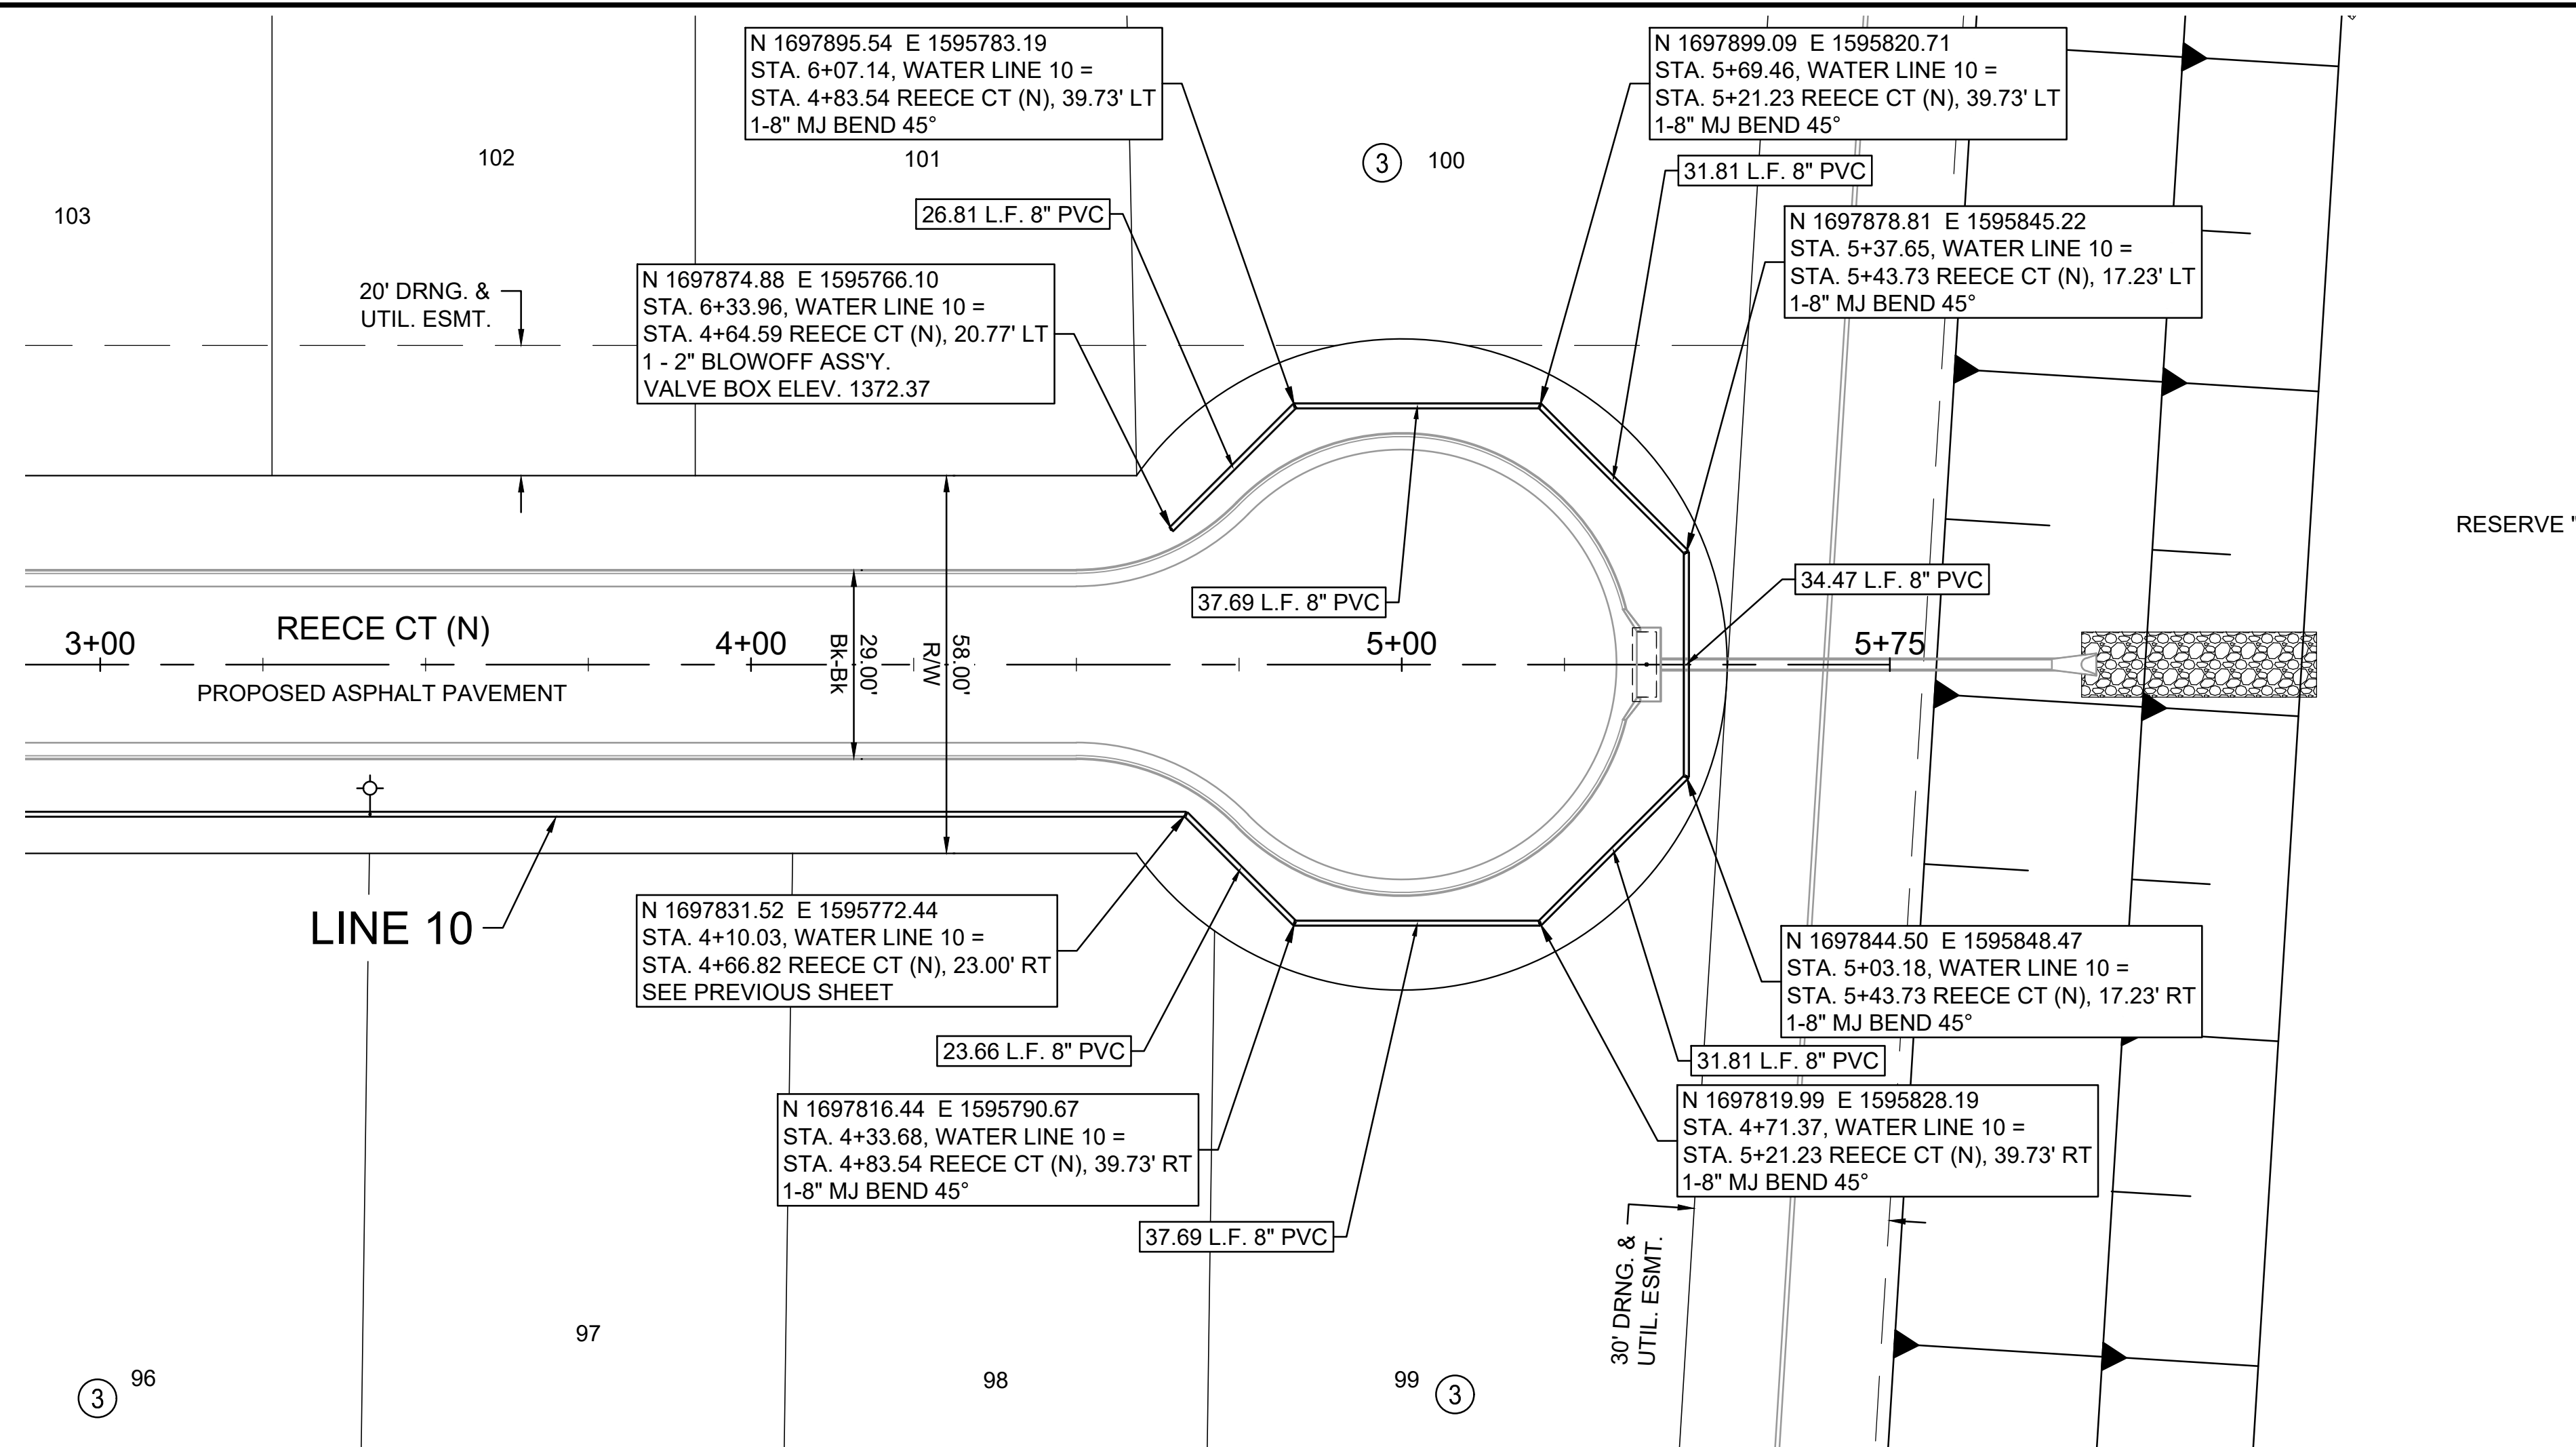 N 1697895.54 E 1595783.19
STA. 6+07.14, WATER LINE 10 =
STA. 4+83.54 REECE CT (N), 39.73' LT
1-8" MJ BEND 45°
N 1697899.09 E 1595820.71
STA. 5+69.46, WATER LINE 10 =
STA. 5+21.23 REECE CT (N), 39.73' LT
1-8" MJ BEND 45°
103
102
101
3
100
31.81 L.F. 8" PVC
26.81 L.F. 8" PVC
N 1697878.81 E 1595845.22
STA. 5+37.65, WATER LINE 10 =
STA. 5+43.73 REECE CT (N), 17.23' LT
1-8" MJ BEND 45°
20' DRNG. &
UTIL. ESMT.
N 1697874.88 E 1595766.10
STA. 6+33.96, WATER LINE 10 =
STA. 4+64.59 REECE CT (N), 20.77' LT
1 - 2" BLOWOFF ASS'Y.
VALVE BOX ELEV. 1372.37
RESERVE "
37.69 L.F. 8" PVC
34.47 L.F. 8" PVC
REECE CT (N)
3+00
4+00
5+00
5+75
PROPOSED ASPHALT PAVEMENT
29.00'
Bk-Bk
58.00'
R/W
LINE 10
N 1697831.52 E 1595772.44
STA. 4+10.03, WATER LINE 10 =
STA. 4+66.82 REECE CT (N), 23.00' RT
SEE PREVIOUS SHEET
N 1697844.50 E 1595848.47
STA. 5+03.18, WATER LINE 10 =
STA. 5+43.73 REECE CT (N), 17.23' RT
1-8" MJ BEND 45°
23.66 L.F. 8" PVC
31.81 L.F. 8" PVC
N 1697816.44 E 1595790.67
STA. 4+33.68, WATER LINE 10 =
STA. 4+83.54 REECE CT (N), 39.73' RT
1-8" MJ BEND 45°
N 1697819.99 E 1595828.19
STA. 4+71.37, WATER LINE 10 =
STA. 5+21.23 REECE CT (N), 39.73' RT
1-8" MJ BEND 45°
37.69 L.F. 8" PVC
30' DRNG. &
UTIL. ESMT.
3
96
97
98
99
3